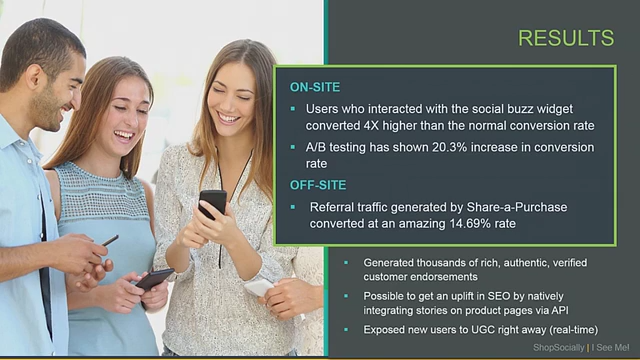 RESULTS
ON-SITE
▪ Users who interacted with the social buzz widget
converted 4X higher than the normal conversion rate
▪ A/B testing has shown 20.3% increase in conversion
rate
OFF-SITE
▪ Referral traffic generated by Share-a-Purchase
converted at an amazing 14.69% rate
▪ Generated thousands of rich, authentic, verified
customer endorsements
▪ Possible to get an uplift in SEO by natively
integrating stories on product pages via API
▪ Exposed new users to UGC right away (real-time)
ShopSocially | I See Me!